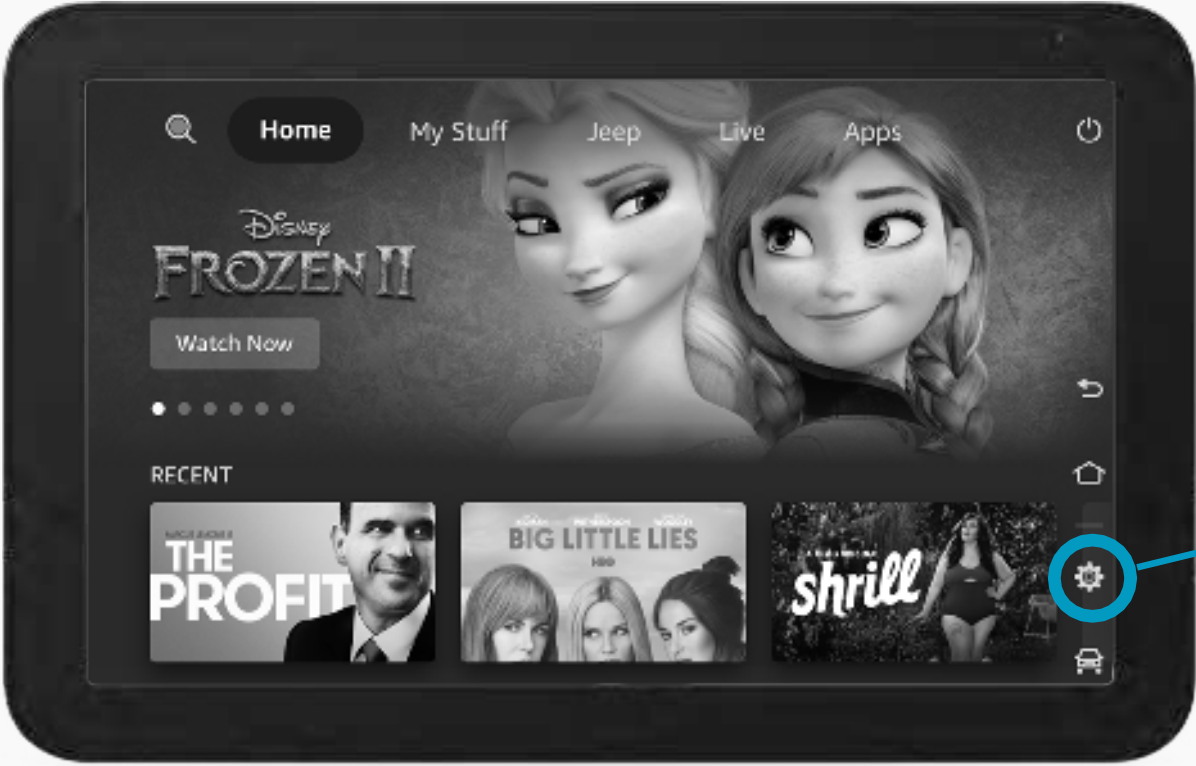 Home
My Stuff
Jeep
Live
Apps
Disney
FROZEN II
Watch Now
RECENT
THE
PROFIT
BIG LITTLE LIES
HBO
shrill